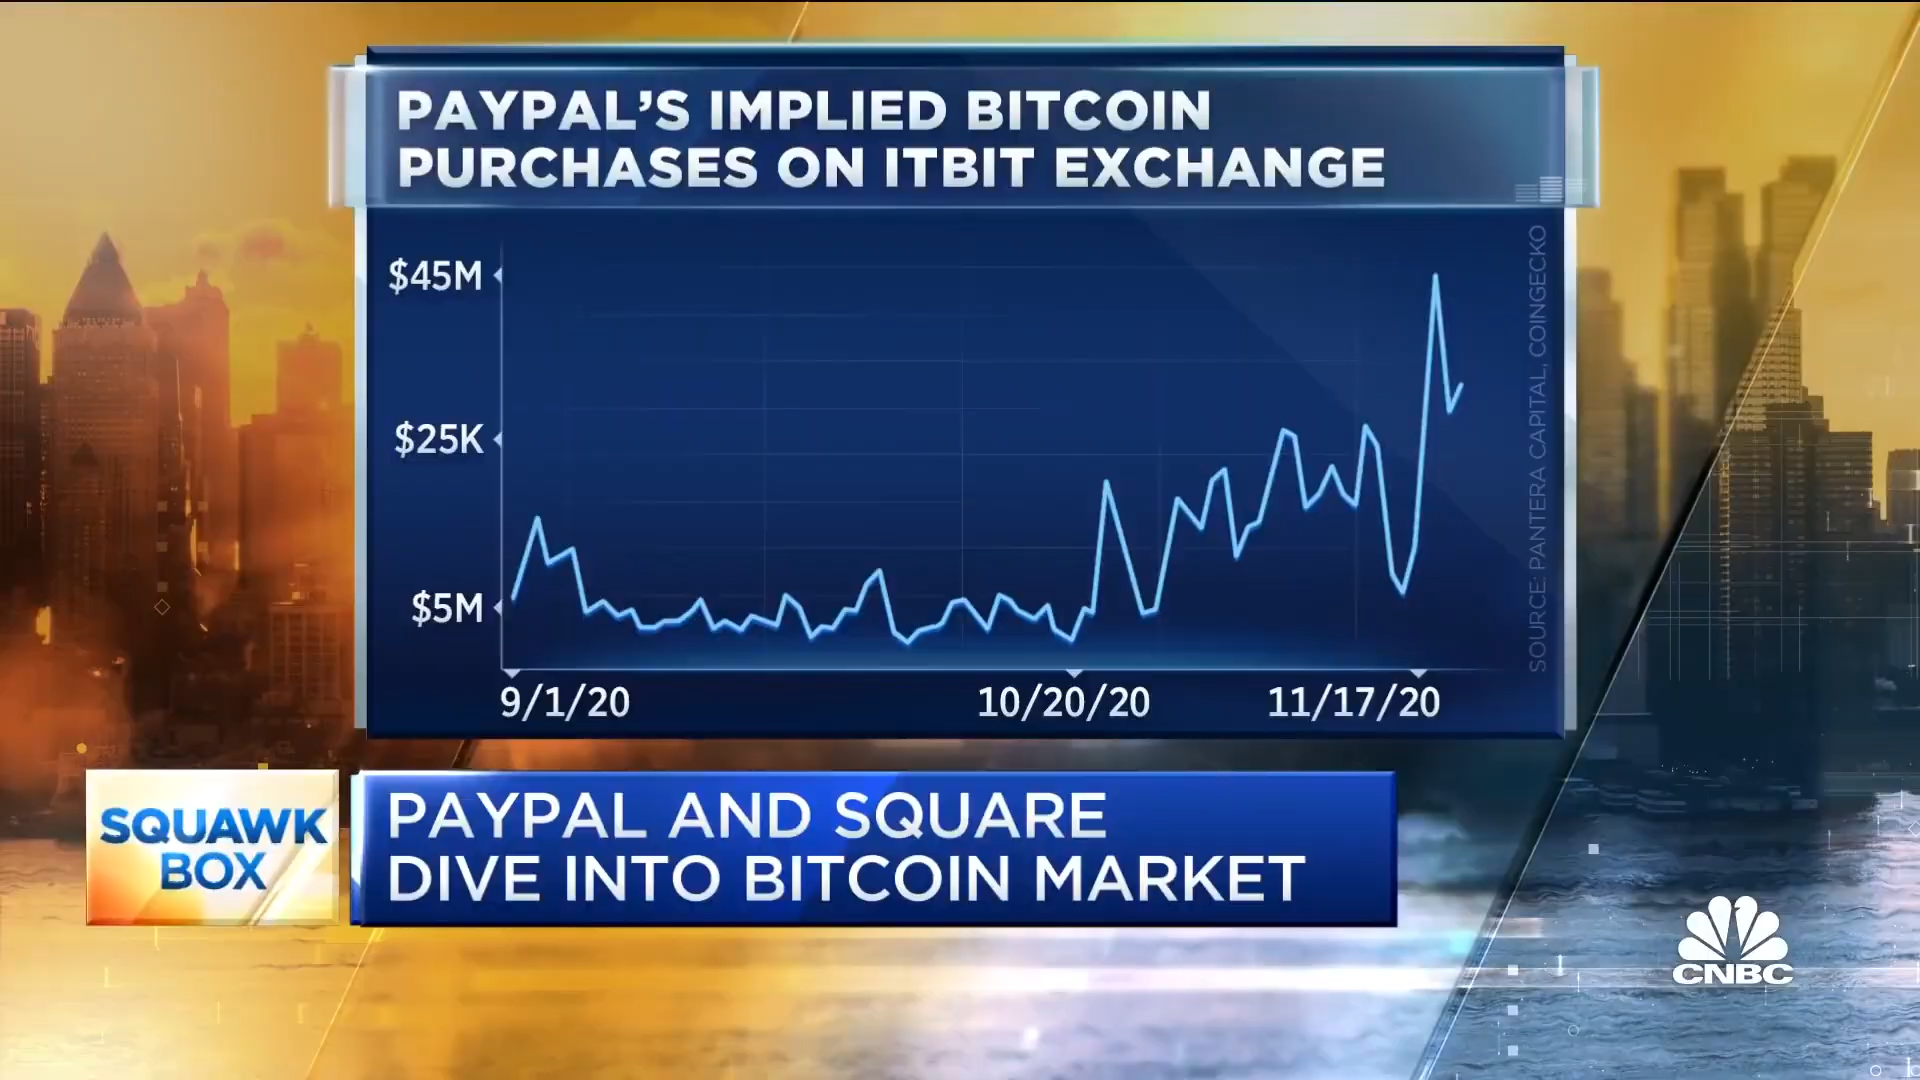 PAYPAL'S IMPLIED BITCOIN
PURCHASES ON ITBIT EXCHANGE
$45M
$25K
$5M
9/1/20
10/20/20
11/17/20
SOURCE: PANTERA CAPITAL, COINGECKO
SQUAWK
BOX
PAYPAL AND SQUARE
DIVE INTO BITCOIN MARKET
CNBC